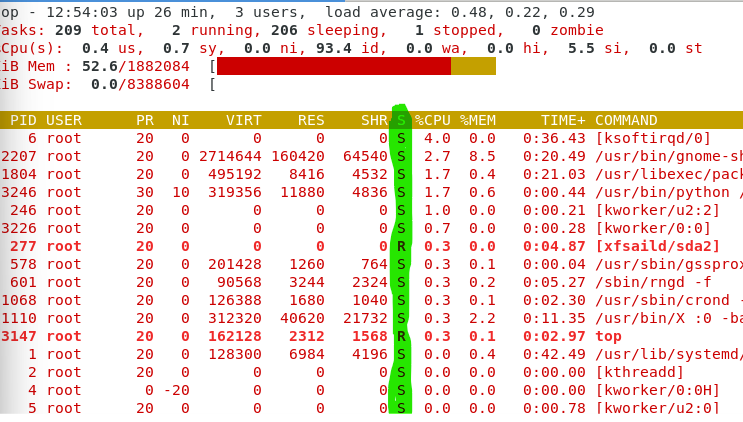 op - 12:54:03 up 26 min,  3 users,  load average: 0.48, 0.22, 0.29
asks: 209 total,   2 running, 206 sleeping,   1 stopped,   0 zombie
Cpu(s):  0.4 us,  0.7 sy,  0.0 ni, 93.4 id,  0.0 wa,  0.0 hi,  5.5 si,  0.0 st
iB Mem : 52.6/1882084  [
iB Swap:  0.0/8388604  [
PID USER      PR  NI    VIRT    RES    SHR S %CPU %MEM     TIME+ COMMAND
6 root      20   0       0      0      0 S  4.0  0.0   0:36.43 [ksoftirqd/0]
2207 root      20   0 2714644 160420  64540 S  2.7  8.5   0:20.49 /usr/bin/gnome-sh
1804 root      20   0  495192   8416   4532 S  1.7  0.4   0:21.03 /usr/libexec/pack
3246 root      30  10  319356  11880   4836 S  1.7  0.6   0:00.44 /usr/bin/python /
246 root      20   0       0      0      0 S  1.0  0.0   0:00.21 [kworker/u2:2]
3226 root      20   0       0      0      0 S  0.7  0.0   0:00.28 [kworker/0:0]
277 root      20   0       0      0      0 R  0.3  0.0   0:04.87 [xfsaild/sda2]
578 root      20   0  201428   1260    764 S  0.3  0.1   0:00.04 /usr/sbin/gssprox
601 root      20   0   90568   3244   2324 S  0.3  0.2   0:05.27 /sbin/rngd -f
1068 root      20   0  126388   1680   1040 S  0.3  0.1   0:02.30 /usr/sbin/crond -
1110 root      20   0  312320  40620  21732 S  0.3  2.2   0:11.35 /usr/bin/X :0 -ba
3147 root      20   0  162128   2312   1568 R  0.3  0.1   0:02.97 top
1 root      20   0  128300   6984   4196 S  0.0  0.4   0:42.49 /usr/lib/systemd/
2 root      20   0       0      0      0 S  0.0  0.0   0:00.00 [kthreadd]
4 root       0 -20       0      0      0 S  0.0  0.0   0:00.00 [kworker/0:0H]
5 root      20   0       0      0      0 S  0.0  0.0   0:00.78 [kworker/u2:0]